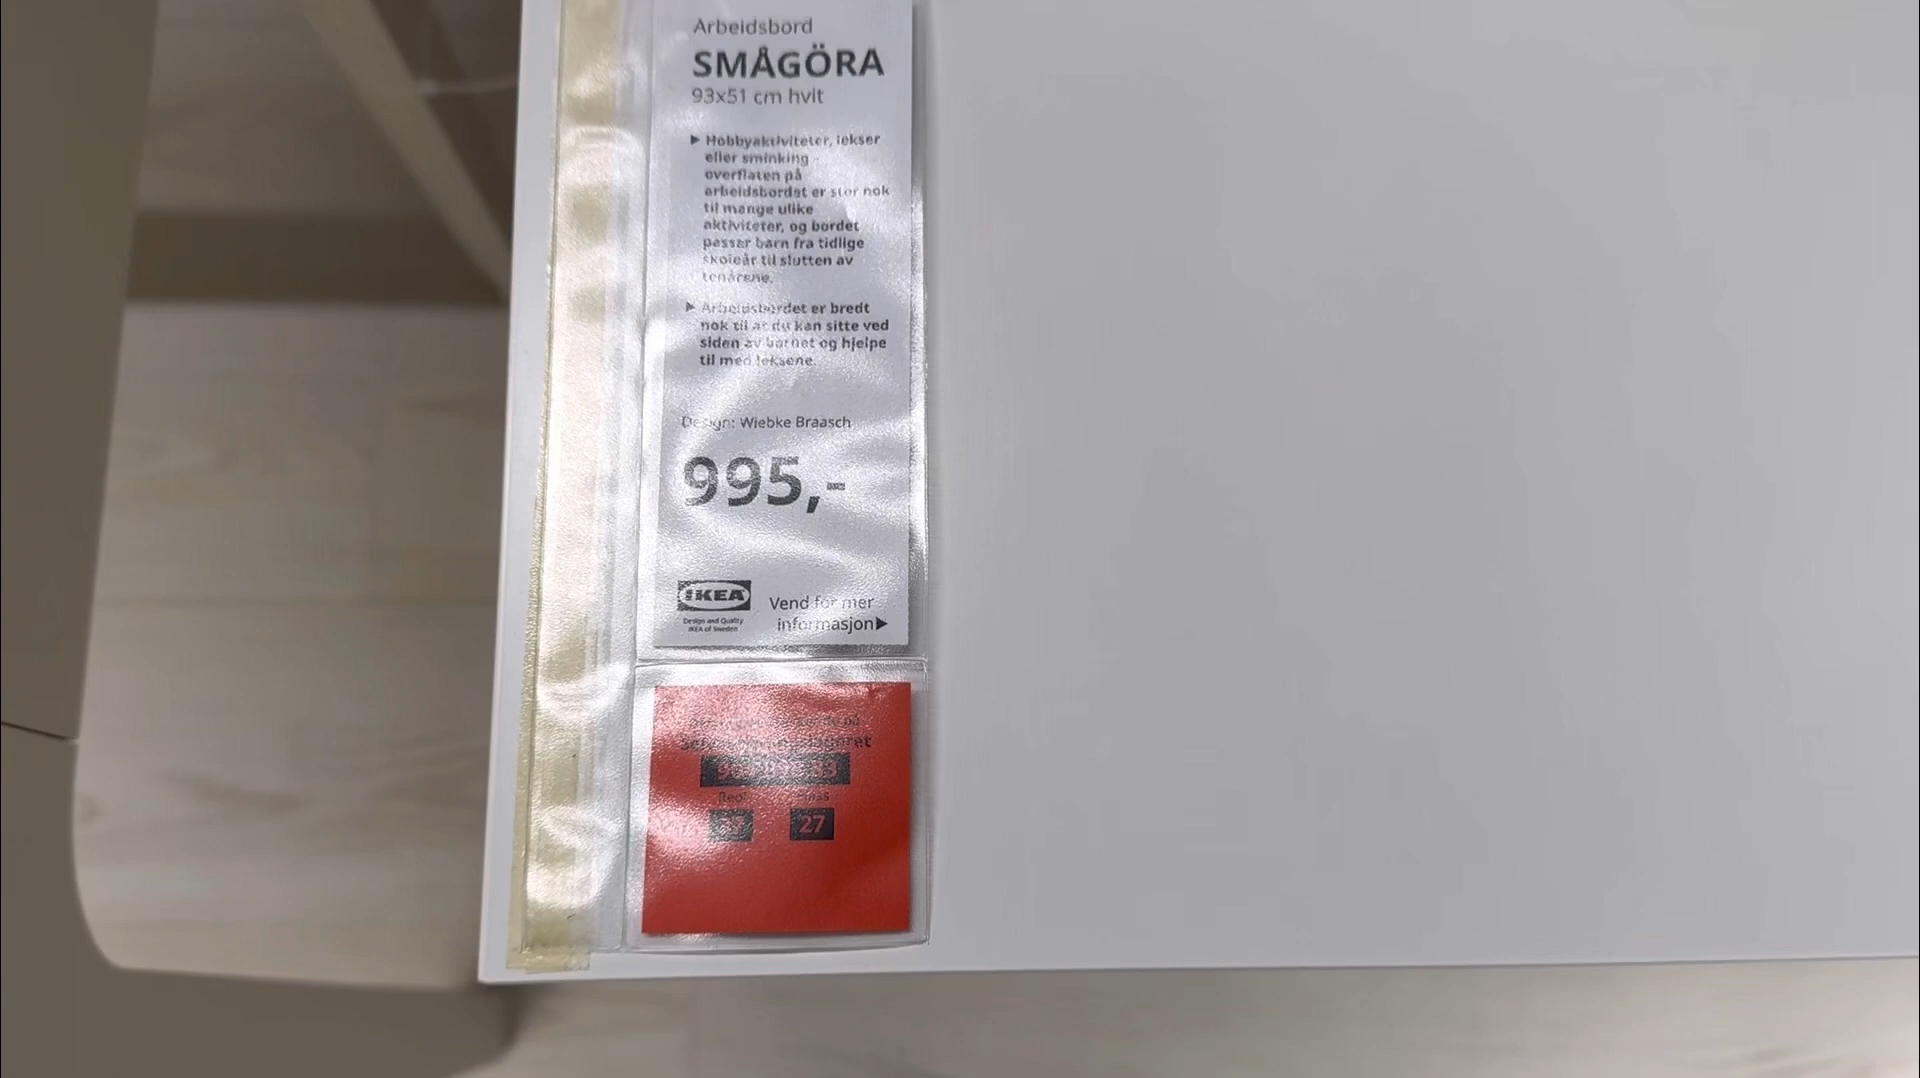 Arbeidsbord
SMÅGÖRA
93x51 cm hvit
▶ Hobbyaktiviteter, lekser
eller sminking -
overflaten på
arbeidsbordet er stor nok
til mange ulike
aktiviteter, og bordet
passer barn fra tidlige
skoleår til slutten av
tenårene.
▶ Arbeidsbordet er bredt
nok til at du kan sitte ved
siden av barnet og hjelpe
til med leksene.
Design: Wiebke Braasch
995,-
IKEA
Design and Quality
IKEA of Sweden
Vend for mer
informasjon▶
på
Reol
27